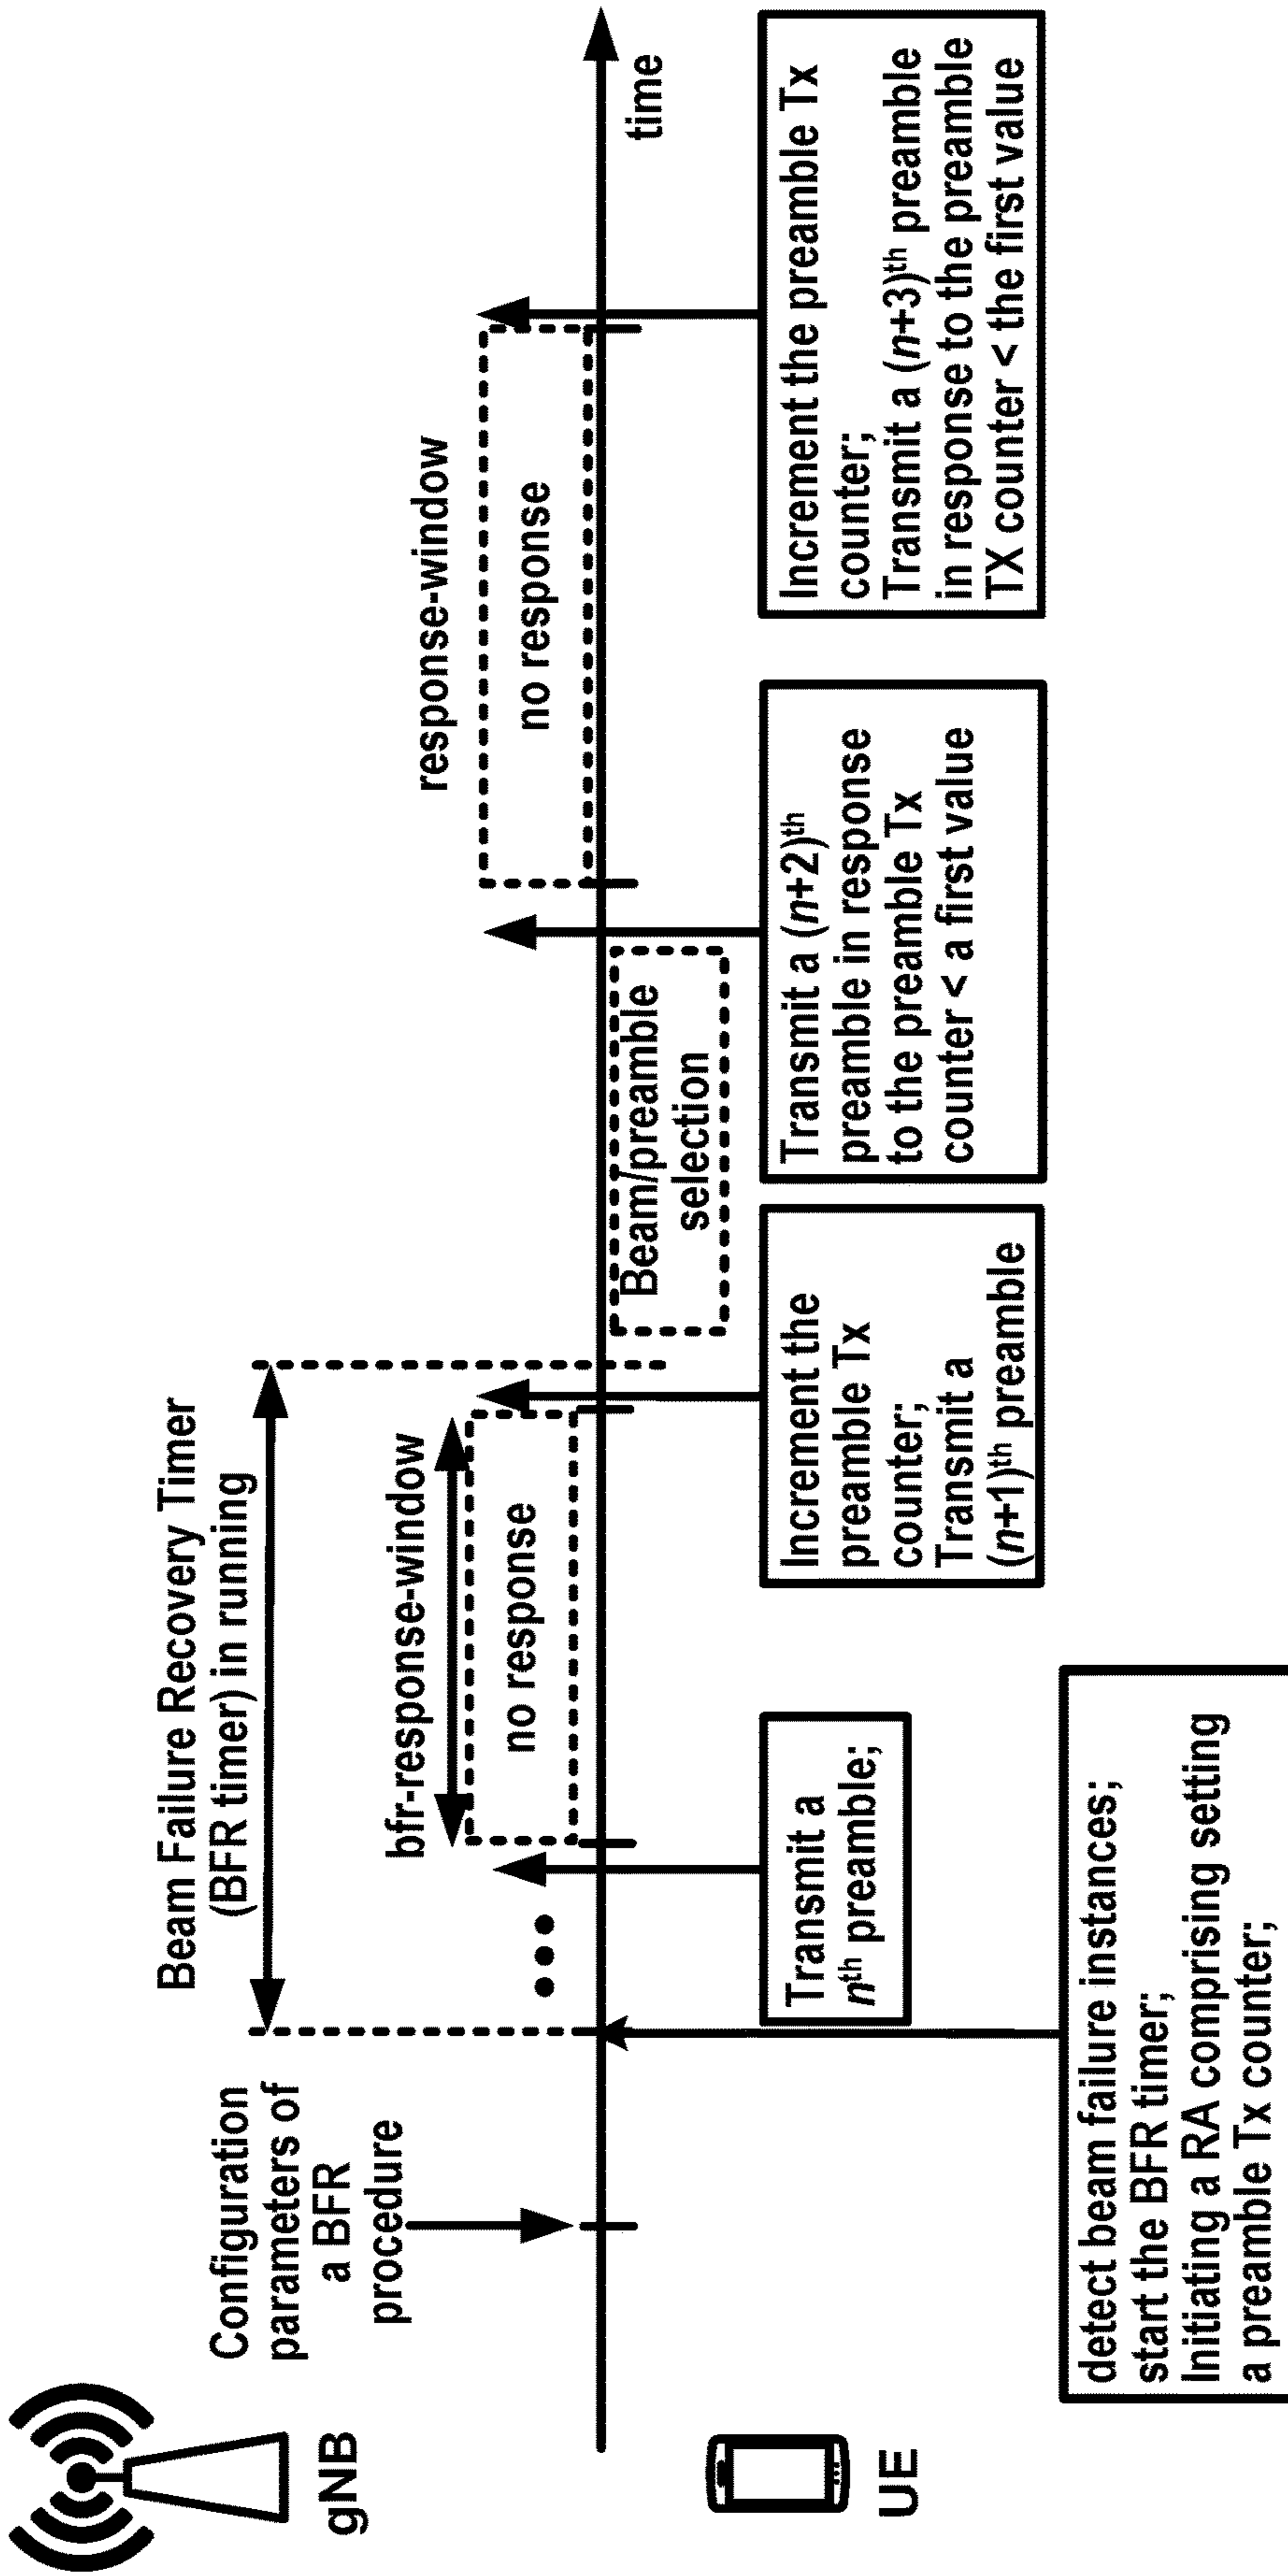 gNB
UE
Configuration
parameters of
a BFR
procedure
Beam Failure Recovery Timer
(BFR timer) in running
bfr-response-window
no response
response-window
no response
time
Beam/preamble
selection
detect beam failure instances;
start the BFR timer;
Initiating a RA comprising setting
a preamble Tx counter;
Transmit a
nth preamble;
Increment the
preamble Tx
counter;
Transmit a
(n+1)th preamble
Transmit a (n+2)th
preamble in response
to the preamble Tx
counter < a first value
Increment the preamble Tx
counter;
Transmit a (n+3)th preamble
in response to the preamble
TX counter < the first value